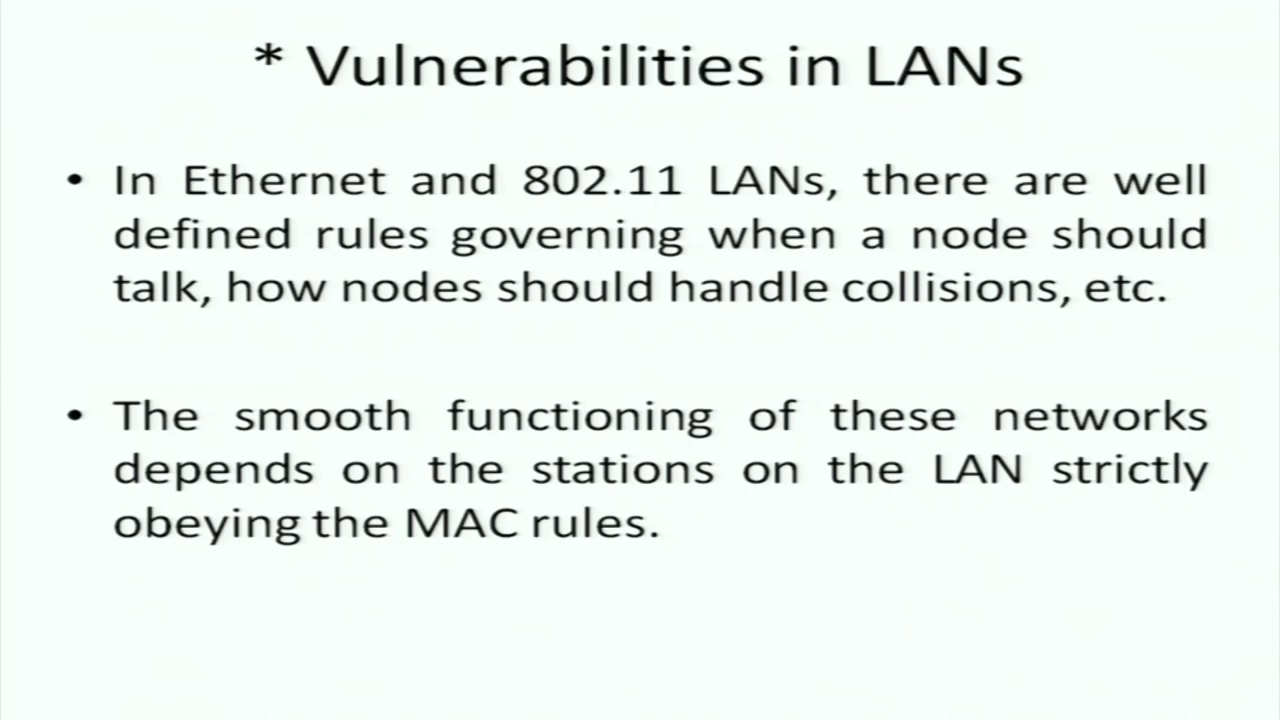 * Vulnerabilities in LANs
• In Ethernet and 802.11 LANs, there are well
defined rules governing when a node should
talk, how nodes should handle collisions, etc.
• The smooth functioning of these networks
depends on the stations on the LAN strictly
obeying the MAC rules.